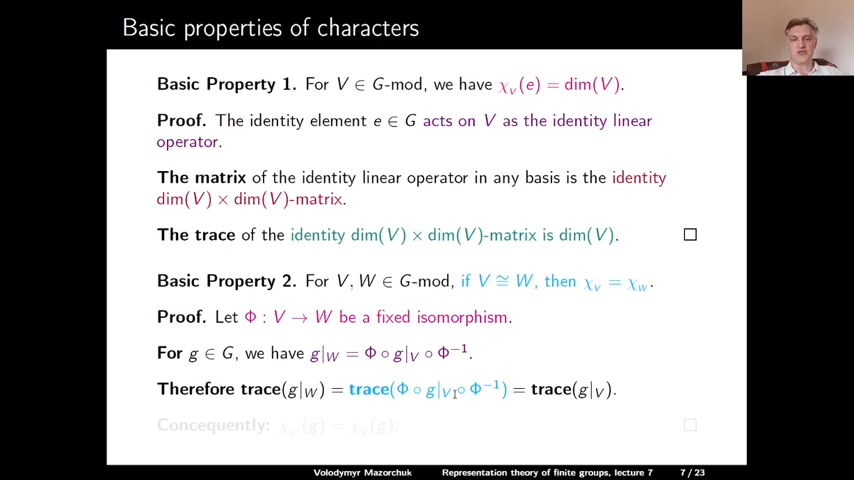 Basic properties of characters
Basic Property 1. For V ∈ G-mod, we have χ_V(e) = dim(V).
Proof. The identity element e ∈ G acts on V as the identity linear
operator.
The matrix of the identity linear operator in any basis is the identity
dim(V) × dim(V)-matrix.
The trace of the identity dim(V) × dim(V)-matrix is dim(V). □
Basic Property 2. For V, W ∈ G-mod, if V ≅ W, then χ_V = χ_W.
Proof. Let Φ : V → W be a fixed isomorphism.
For g ∈ G, we have g|_W = Φ ∘ g|_V ∘ Φ⁻¹.
Therefore trace(g|_W) = trace(Φ ∘ g|_V ∘ Φ⁻¹) = trace(g|_V).
Concequently: χ_W(g) = χ_V(g). □
Volodymyr Mazorchuk Representation theory of finite groups, lecture 7 7 / 23